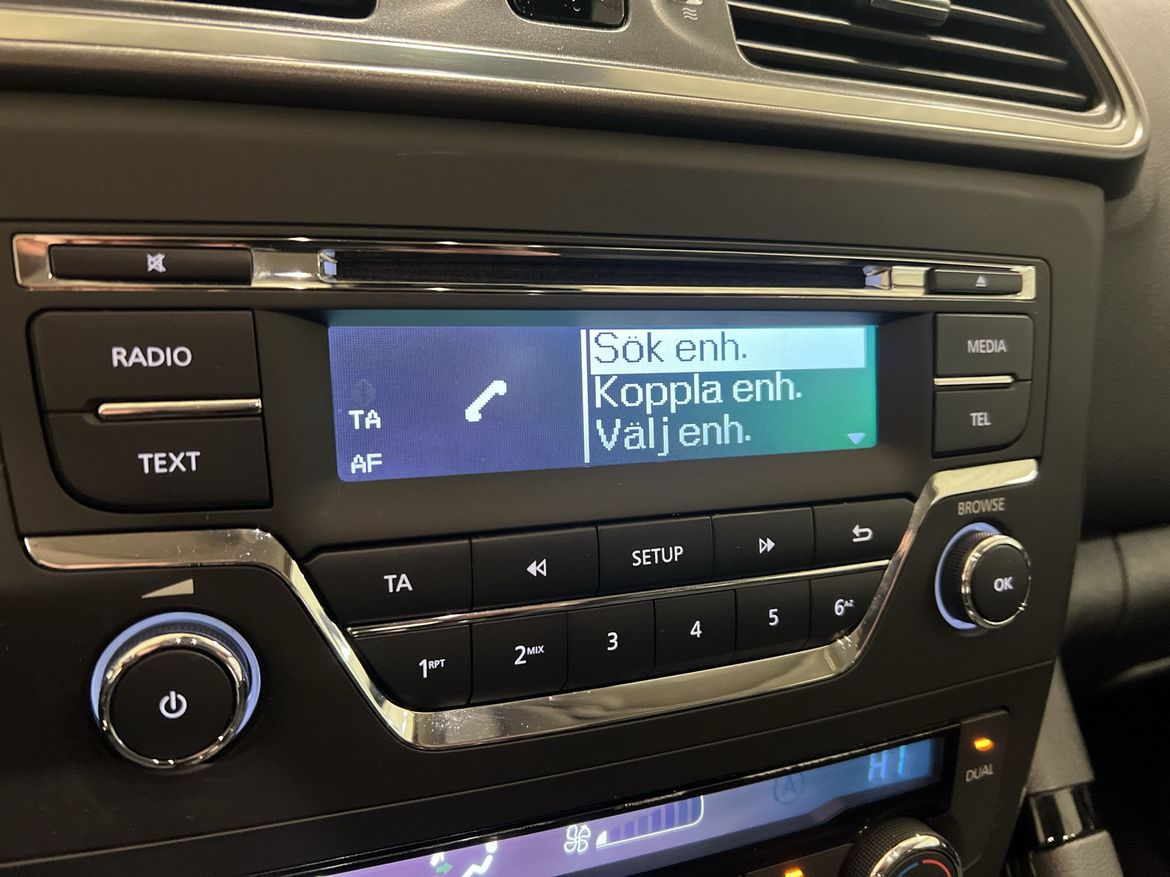 RADIO
TEXT
TA
AF
Sök enh.
Koppla enh.
Välj enh.
MEDIA
TEL
BROWSE
OK
TA
SETUP
1RPT
2MIX
3
4
5
6AZ
A
HI
DUAL